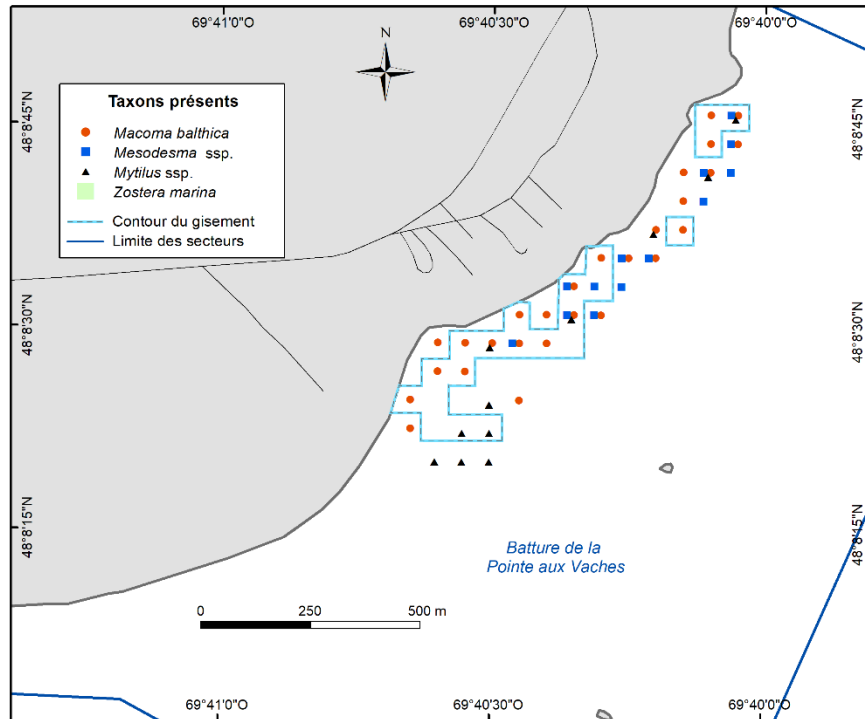 69°41'0"O 69°40'30"O 69°40'0"O
N
Taxons présents
Macoma balthica
Mesodesma ssp.
Mytilus ssp.
Zostera marina
Contour du gisement
Limite des secteurs
48°8'45"N 48°8'45"N
48°8'30"N 48°8'30"N
48°8'15"N 48°8'15"N
Batture de la
Pointe aux Vaches
0 250 500 m
69°41'0"O 69°40'30"O 69°40'0"O